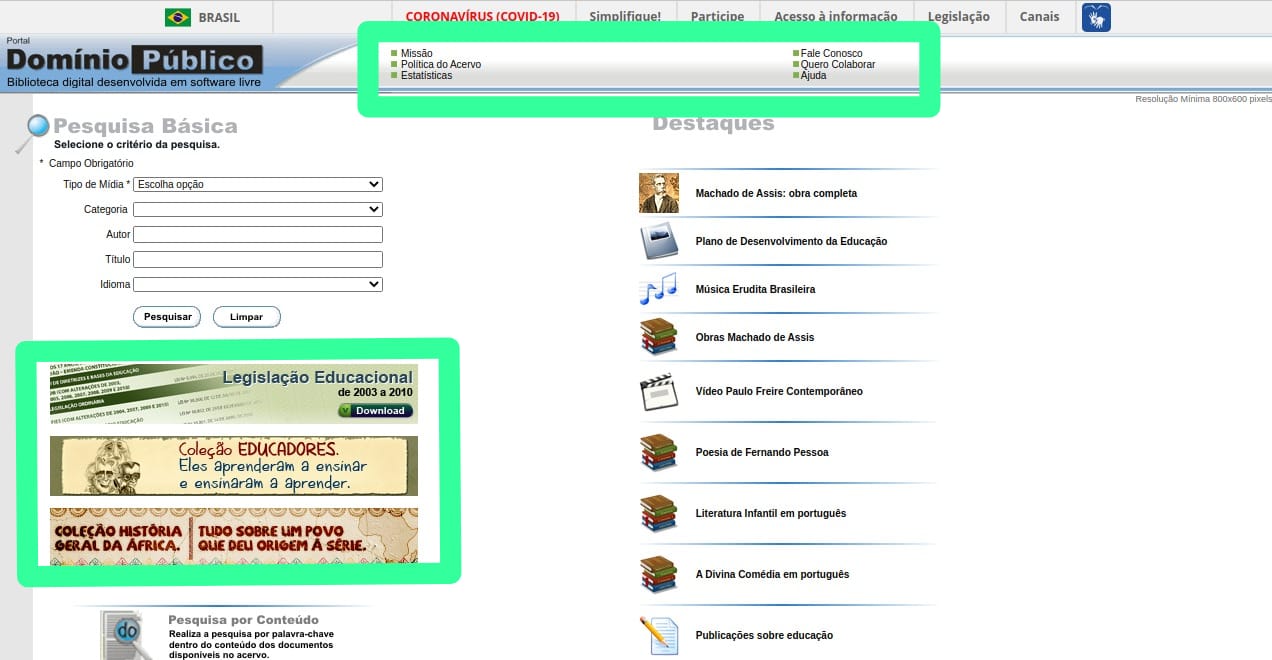 BRASIL
CORONAVÍRUS (COVID-19)
Simplifique!
Participe
Acesso à informação
Legislação
Canais
Portal
Domínio Público
Biblioteca digital desenvolvida em software livre
Missão
Política do Acervo
Estatísticas
Fale Conosco
Quero Colaborar
Ajuda
Resolução Mínima 800x600 pixels
Pesquisa Básica
Selecione o critério da pesquisa.
* Campo Obrigatório
Tipo de Mídia * Escolha opção
Categoria
Autor
Título
Idioma
Pesquisar
Limpar
Legislação Educacional
de 2003 a 2010
Download
Coleção EDUCADORES.
Eles aprenderam a ensinar
e ensinaram a aprender.
COLEÇÃO HISTÓRIA
GERAL DA ÁFRICA.
TUDO SOBRE UM POVO
QUE DEU ORIGEM À SÉRIE.
Pesquisa por Conteúdo
Realiza a pesquisa por palavra-chave
dentro do conteúdo dos documentos
disponíveis no acervo.
do
Destaques
Machado de Assis: obra completa
Plano de Desenvolvimento da Educação
Música Erudita Brasileira
Obras Machado de Assis
Vídeo Paulo Freire Contemporâneo
Poesia de Fernando Pessoa
Literatura Infantil em português
A Divina Comédia em português
Publicações sobre educação